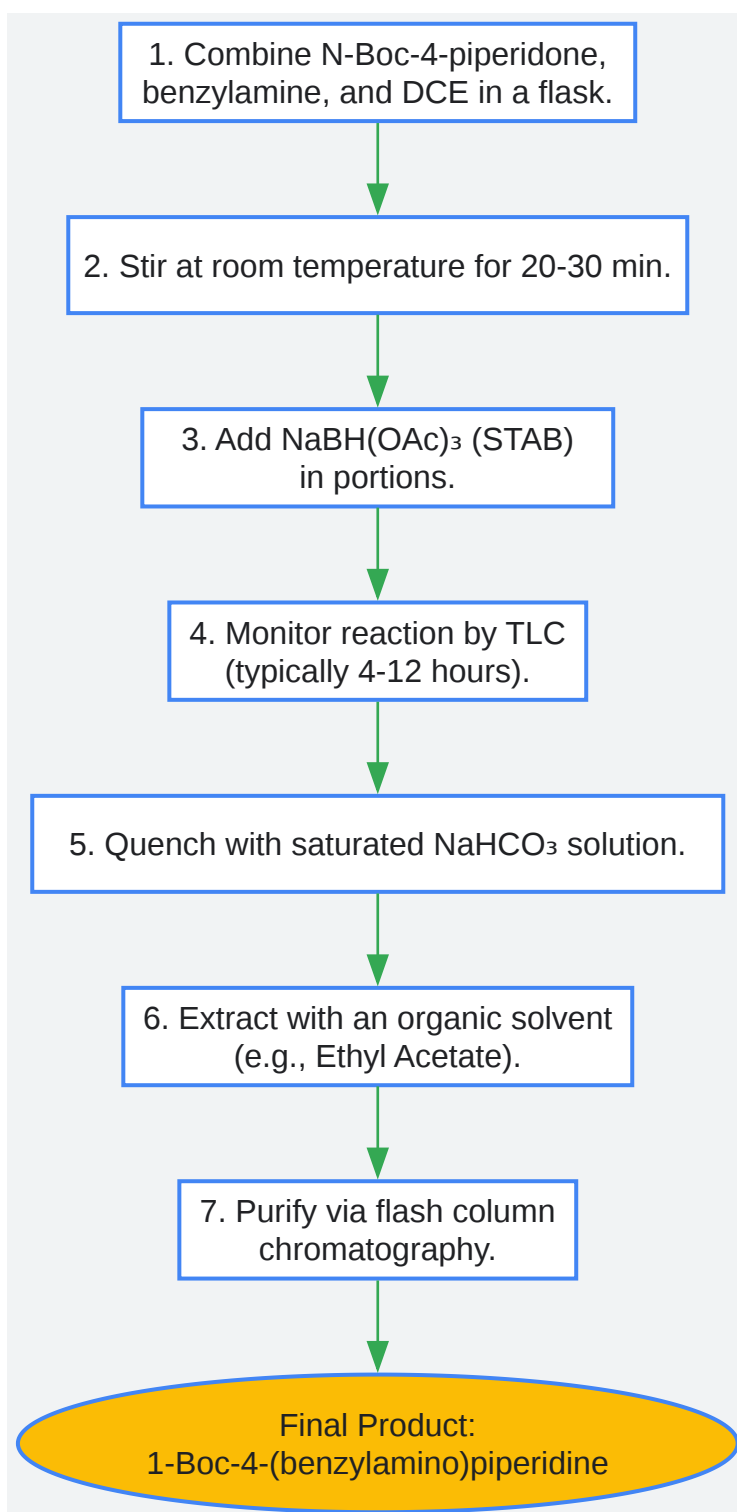 1. Combine N-Boc-4-piperidone,
benzylamine, and DCE in a flask.
2. Stir at room temperature for 20-30 min.
3. Add NaBH(OAc)₃ (STAB)
in portions.
4. Monitor reaction by TLC
(typically 4-12 hours).
5. Quench with saturated NaHCO₃ solution.
6. Extract with an organic solvent
(e.g., Ethyl Acetate).
7. Purify via flash column
chromatography.
Final Product:
1-Boc-4-(benzylamino)piperidine